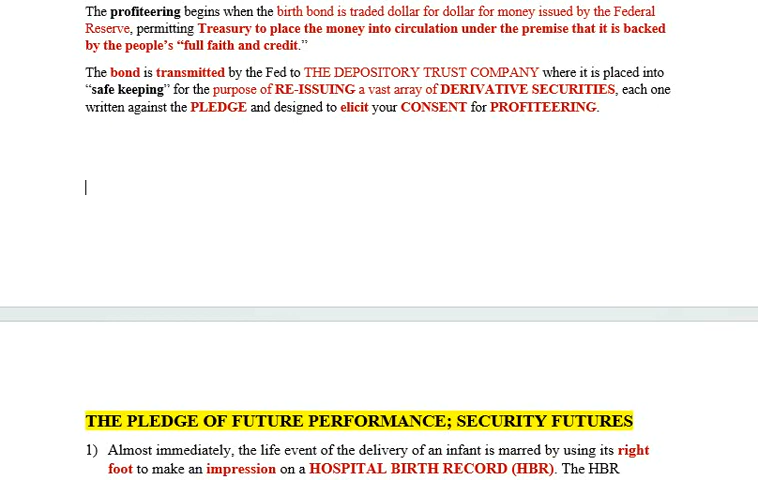 The profiteering begins when the birth bond is traded dollar for dollar for money issued by the Federal
Reserve, permitting Treasury to place the money into circulation under the premise that it is backed
by the people’s “full faith and credit.”
The bond is transmitted by the Fed to THE DEPOSITORY TRUST COMPANY where it is placed into
“safe keeping” for the purpose of RE-ISSUING a vast array of DERIVATIVE SECURITIES, each one
written against the PLEDGE and designed to elicit your CONSENT for PROFITEERING.
THE PLEDGE OF FUTURE PERFORMANCE; SECURITY FUTURES
1) Almost immediately, the life event of the delivery of an infant is marred by using its right
foot to make an impression on a HOSPITAL BIRTH RECORD (HBR). The HBR